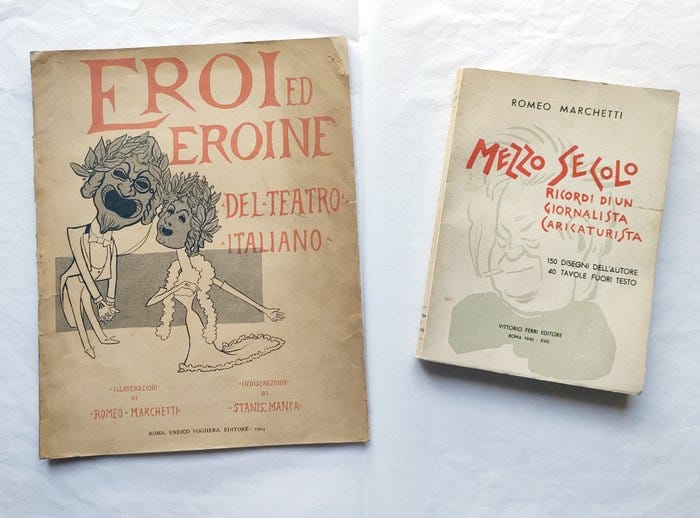 EROI ED
EROINE
·DEL·TEATRO·
·ITALIANO·
·ILLUSTRAZIONI·
DI
·ROMEO·MARCHETTI·
·INDISCREZIONI·
DI
·STANIS: MANCA·
ROMA, ENRICO VOGHERA, EDITORE - 1904
ROMEO MARCHETTI
MEZZO SECOLO
RICORDI DI UN
GIORNALISTA
CARICATURISTA
150 DISEGNI DELL'AUTORE
40 TAVOLE FUORI TESTO
VITTORIO FERRI EDITORE
ROMA 1940 - XVIII